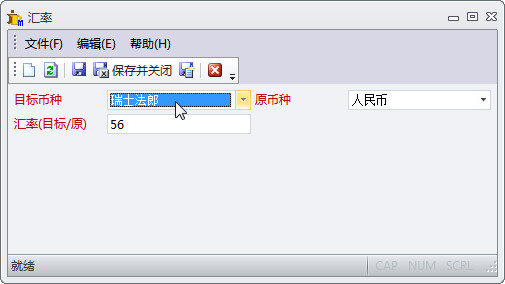 汇率
文件(F) 编辑(E) 帮助(H)
保存并关闭
目标币种 瑞士法郎 原币种 人民币
汇率(目标/原) 56
就绪 CAP NUM SCRL